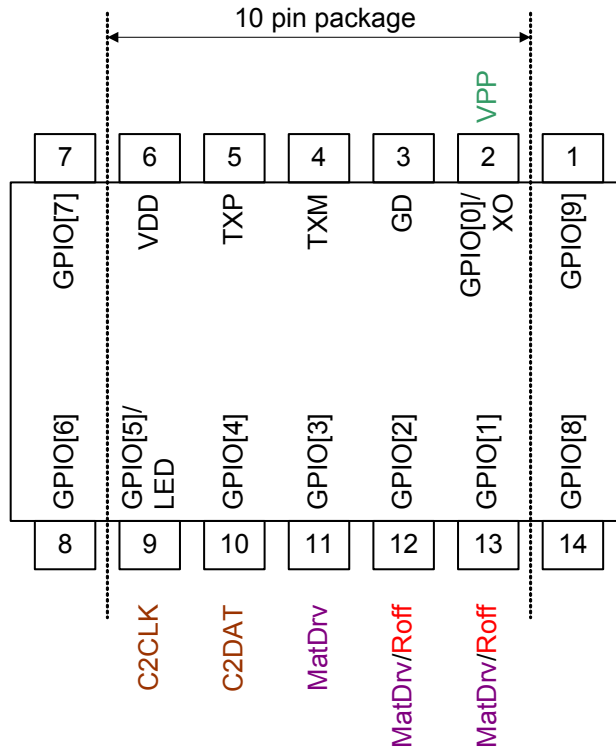 10 pin package
VPP
7
6
5
4
3
2
1
GPIO[7]
VDD
TXP
TXM
GD
GPIO[0]/
XO
GPIO[9]
GPIO[6]
GPIO[5]/
LED
GPIO[4]
GPIO[3]
GPIO[2]
GPIO[1]
GPIO[8]
8
9
10
11
12
13
14
C2CLK
C2DAT
MatDrv
MatDrv/Roff
MatDrv/Roff